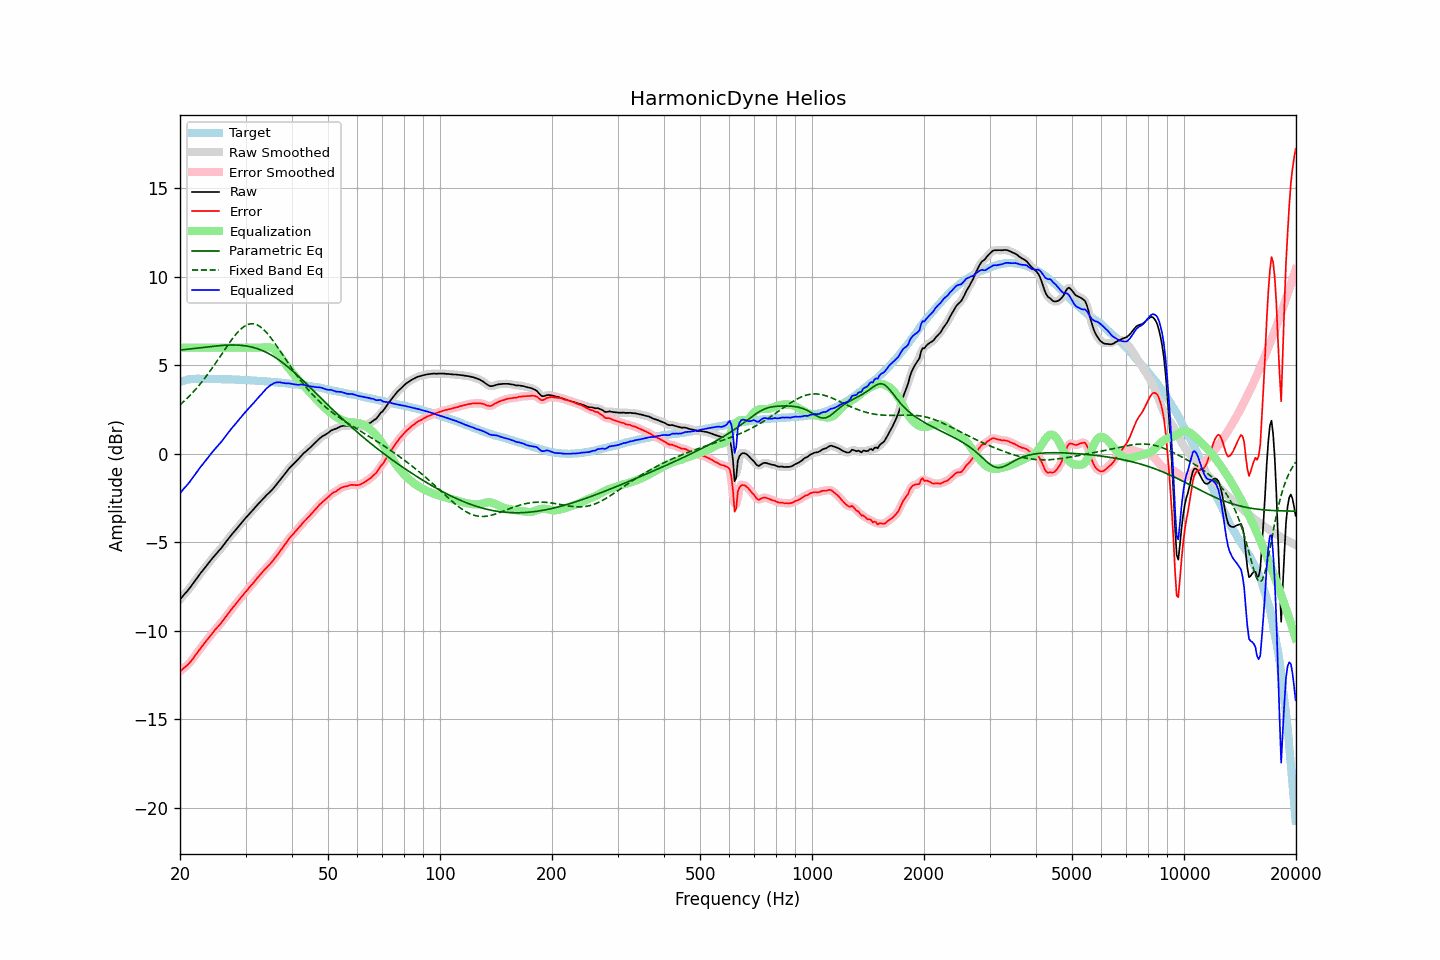 HarmonicDyne Helios
Target
Raw Smoothed
Error Smoothed
Raw
Error
Equalization
Parametric Eq
Fixed Band Eq
Equalized
Amplitude (dBr)
15
10
5
0
−5
−10
−15
−20
20 50 100 200 500 1000 2000 5000 10000 20000
Frequency (Hz)